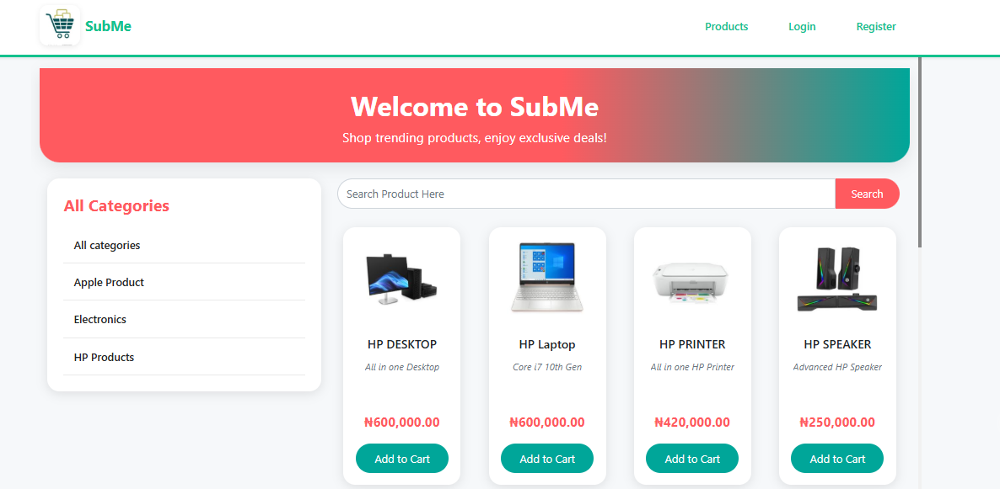 SubMe
Products
Login
Register
Welcome to SubMe
Shop trending products, enjoy exclusive deals!
All Categories
All categories
Apple Product
Electronics
HP Products
Search Product Here
Search
HP DESKTOP
All in one Desktop
₦600,000.00
Add to Cart
HP Laptop
Core i7 10th Gen
₦600,000.00
Add to Cart
HP PRINTER
All in one HP Printer
₦420,000.00
Add to Cart
HP SPEAKER
Advanced HP Speaker
₦250,000.00
Add to Cart